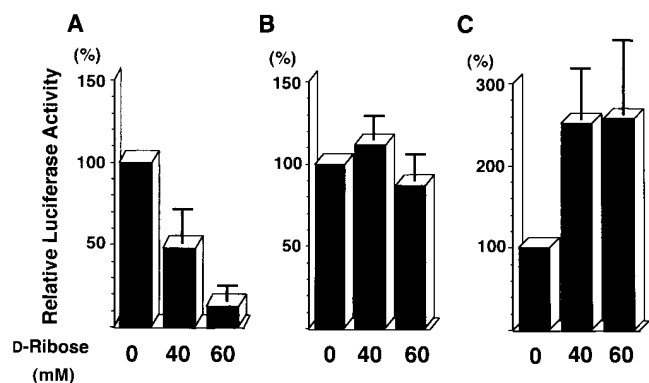 A B C
(%) (%) (%)
150 150 300
100 100 200
50 50 100
Relative Luciferase Activity
D-Ribose 0 40 60 0 40 60 0 40 60
(mM)